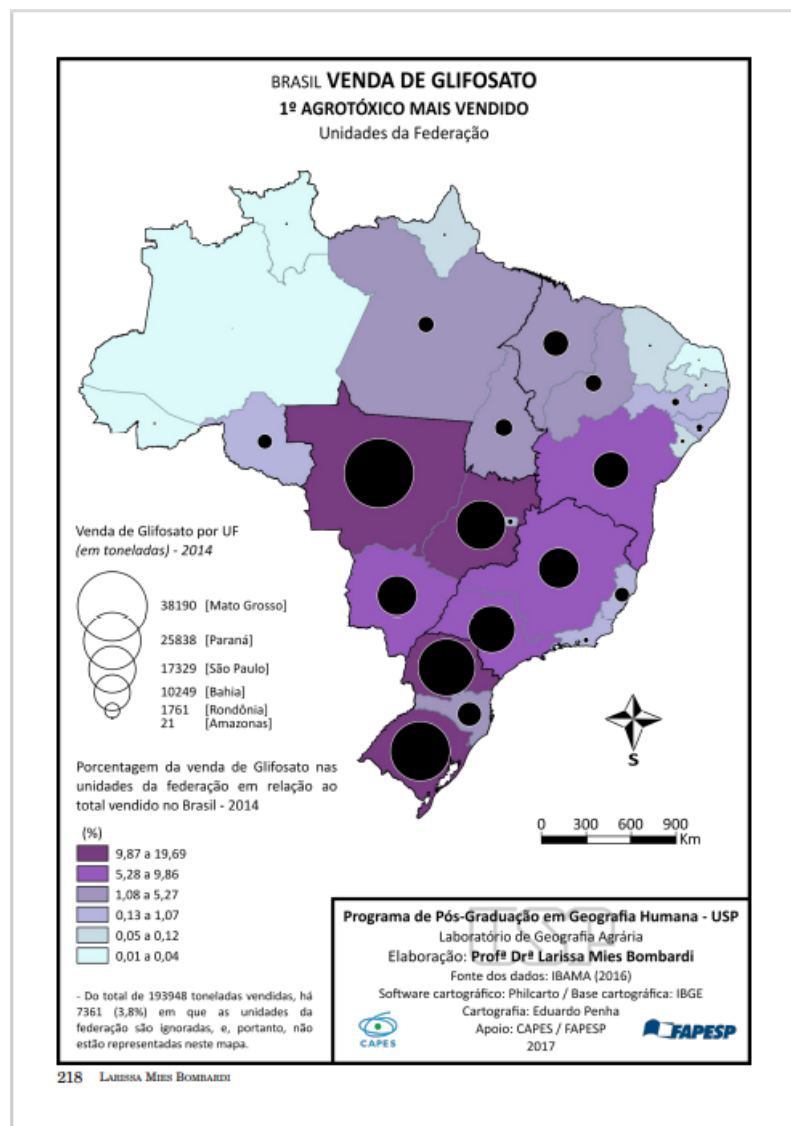 BRASIL VENDA DE GLIFOSATO
1º AGROTÓXICO MAIS VENDIDO
Unidades da Federação
Venda de Glifosato por UF
(em toneladas) - 2014
38190 [Mato Grosso]
25838 [Paraná]
17329 [São Paulo]
10249 [Bahia]
1761 [Rondônia]
21 [Amazonas]
Porcentagem da venda de Glifosato nas
unidades da federação em relação ao
total vendido no Brasil - 2014
(%)
9,87 a 19,69
5,28 a 9,86
1,08 a 5,27
0,13 a 1,07
0,05 a 0,12
0,01 a 0,04
- Do total de 193948 toneladas vendidas, há
7361 (3,8%) em que as unidades da
federação são ignoradas, e, portanto, não
estão representadas neste mapa.
S
0 300 600 900
Km
USP
Programa de Pós-Graduação em Geografia Humana - USP
Laboratório de Geografia Agrária
Elaboração: Profª Drª Larissa Mies Bombardi
Fonte dos dados: IBAMA (2016)
Software cartográfico: Philcarto / Base cartográfica: IBGE
Cartografia: Eduardo Penha
Apoio: CAPES / FAPESP
2017
CAPES
FAPESP
218 LARISSA MIES BOMBARDI